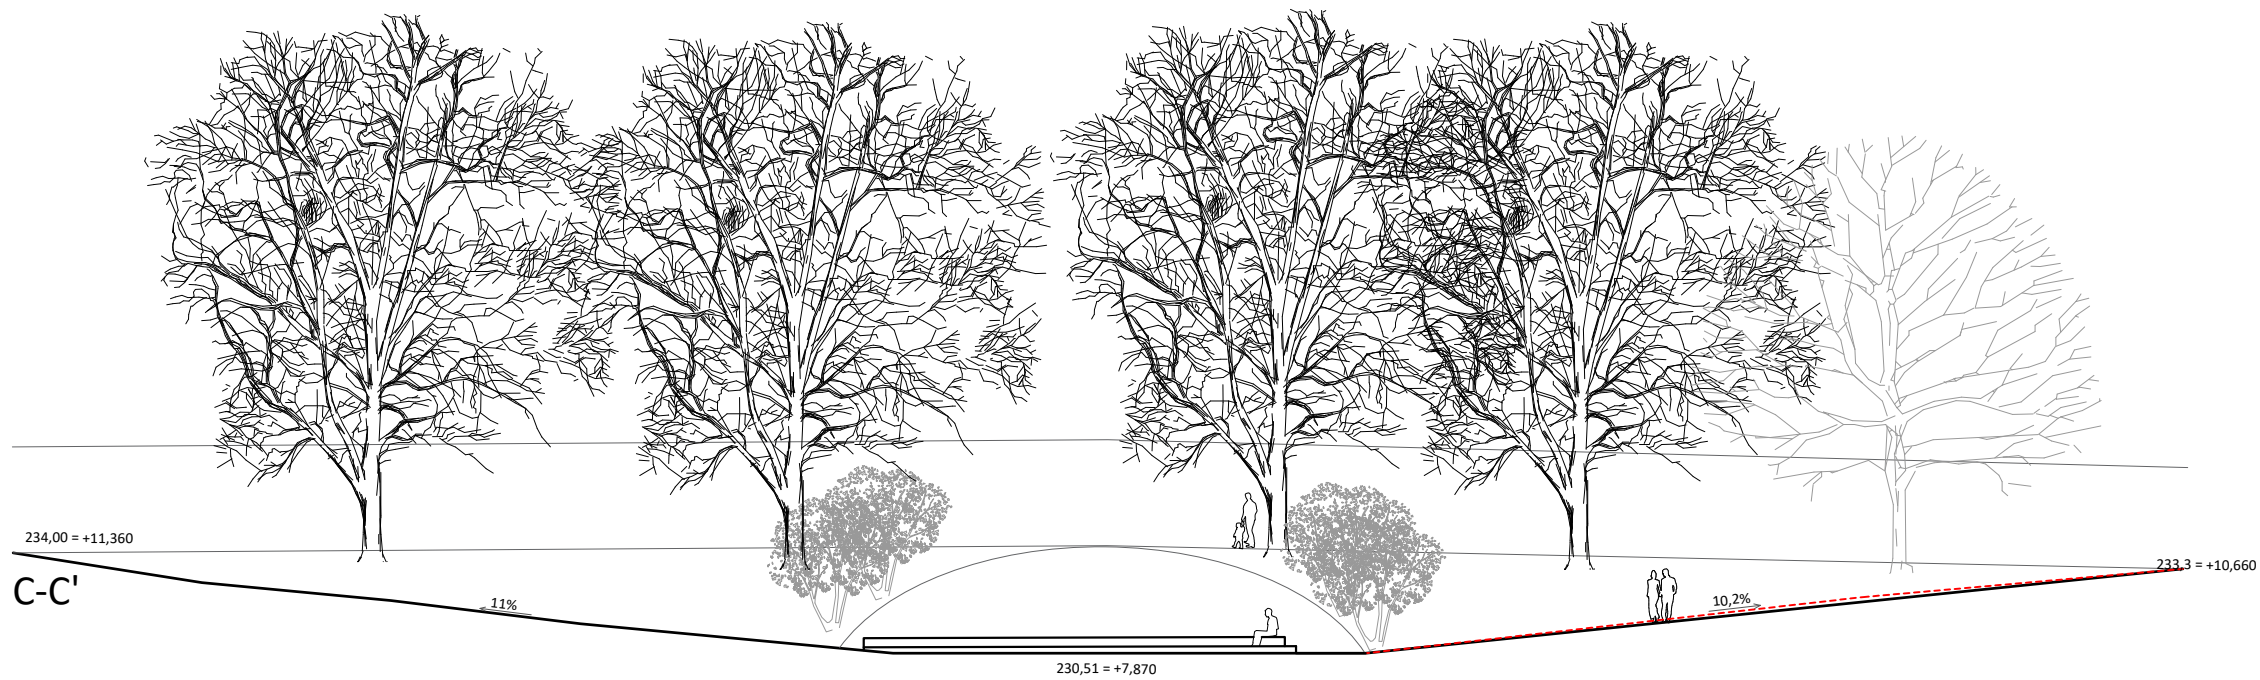 234,00 = +11,360
C-C'
11%
10,2%
233,3 = +10,660
230,51 = +7,870